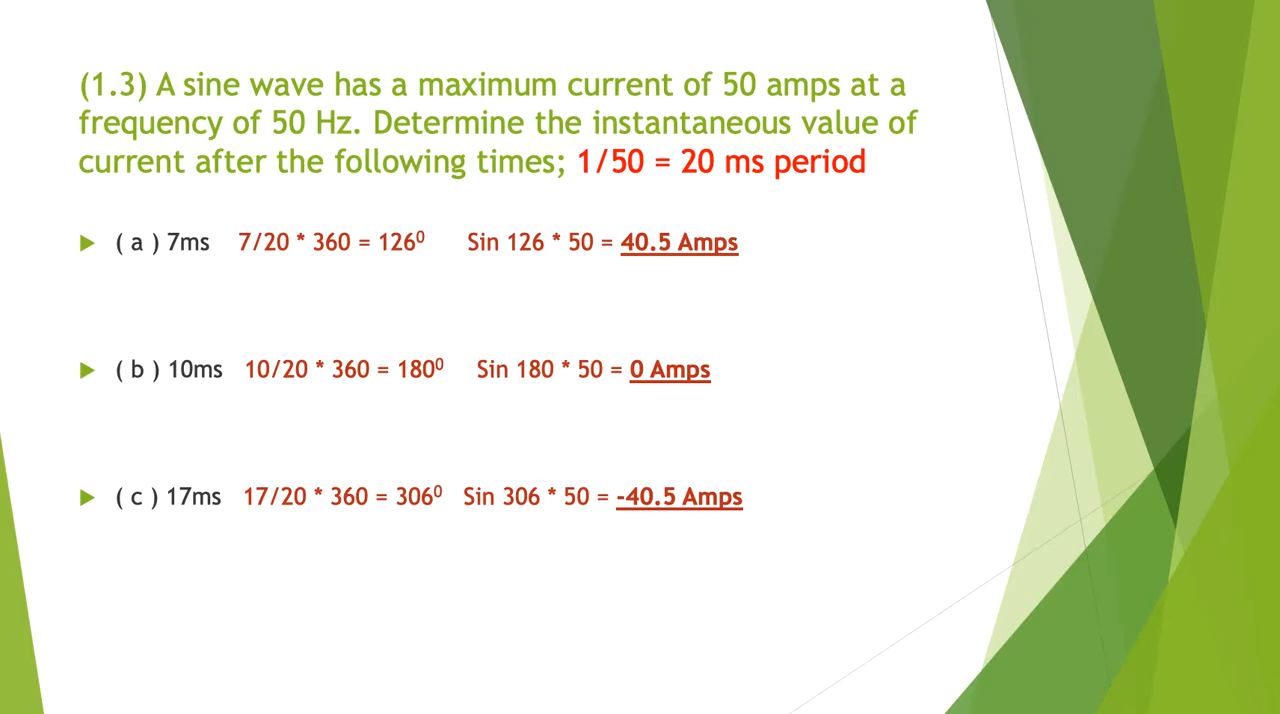 (1.3) A sine wave has a maximum current of 50 amps at a
frequency of 50 Hz. Determine the instantaneous value of
current after the following times; 1/50 = 20 ms period
( a ) 7ms 7/20 * 360 = 126⁰ Sin 126 * 50 = 40.5 Amps
( b ) 10ms 10/20 * 360 = 180⁰ Sin 180 * 50 = 0 Amps
( c ) 17ms 17/20 * 360 = 306⁰ Sin 306 * 50 = -40.5 Amps